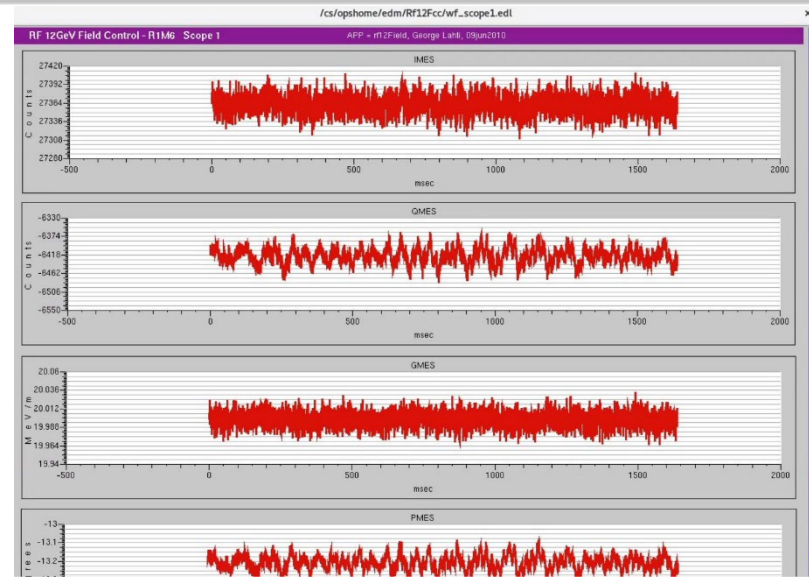 /cs/opshome/edm/Rf12Fcc/wf_scope1.edl ×
RF 12GeV Field Control - R1M6 Scope 1 APP = rf12Field, George Lahti, 09jun2010
IMES
Counts
27420
27392
27364
27336
27308
27280
-500 0 500 1000 1500 2000
msec
QMES
Counts
-6330
-6374
-6418
-6462
-6506
-6550
-500 0 500 1000 1500 2000
msec
GMES
MeV/m
20.06
20.036
20.012
19.988
19.964
19.94
-500 0 500 1000 1500 2000
msec
PMES
-13
-13.1
-13.2